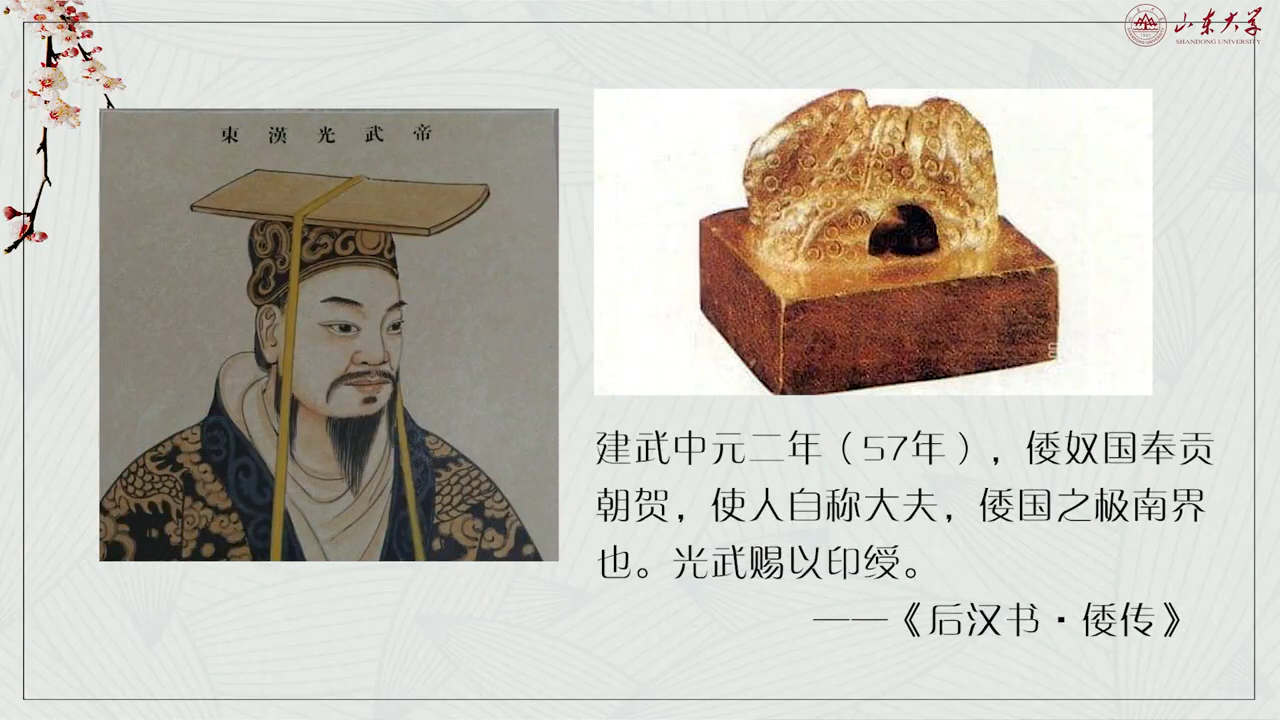 山东大学
SHANDONG UNIVERSITY
東漢光武帝
建武中元二年（57年），倭奴国奉贡
朝贺，使人自称大夫，倭国之极南界
也。光武赐以印绶。
——《后汉书·倭传》